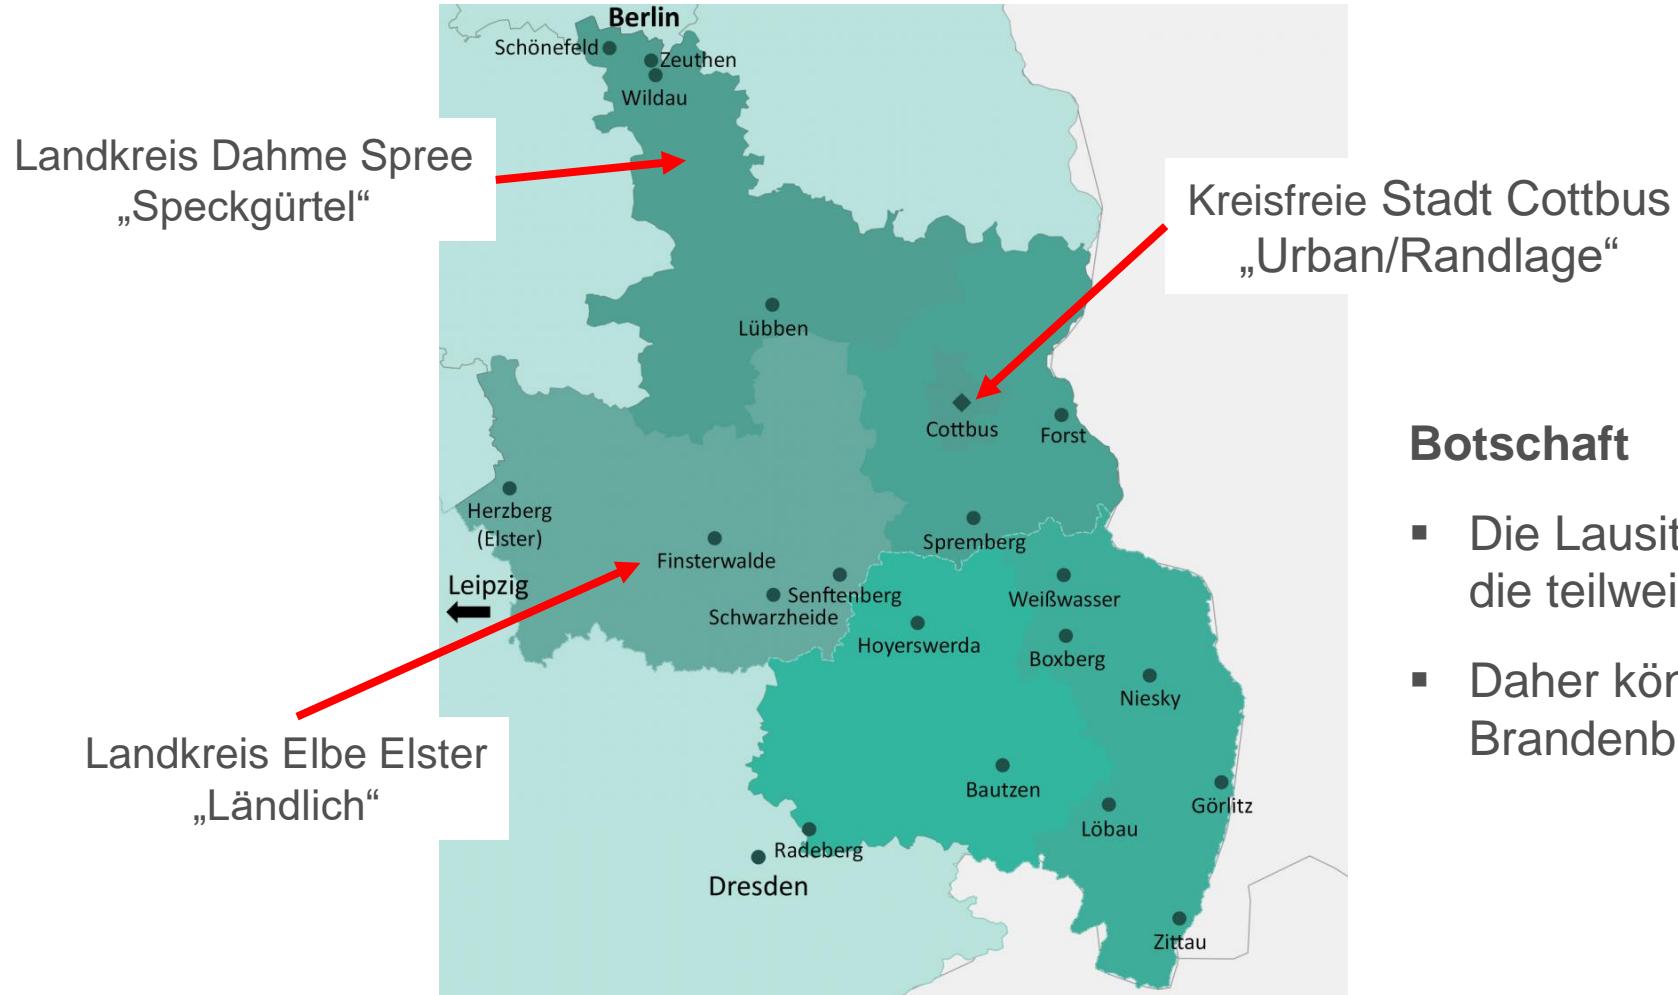 Berlin
Schönefeld
Zeuthen
Wildau
Landkreis Dahme Spree
„Speckgürtel“
Kreisfreie Stadt Cottbus
„Urban/Randlage“
Lübben
Cottbus
Forst
Botschaft
Herzberg
(Elster)
Finsterwalde
Spremberg
▪ Die Lausit
die teilwei
Leipzig
Senftenberg
Schwarzheide
Weißwasser
Hoyerswerda
Boxberg
Niesky
▪ Daher kön
Brandenb
Landkreis Elbe Elster
„Ländlich“
Bautzen
Görlitz
Löbau
Radeberg
Dresden
Zittau